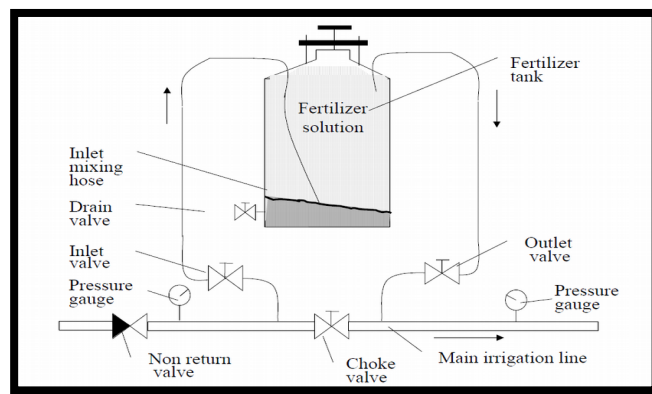 Fertilizer
tank
Fertilizer
solution
Inlet
mixing
hose
Drain
valve
Inlet
valve
Outlet
valve
Pressure
gauge
Pressure
gauge
Non return
valve
Choke
valve
Main irrigation line